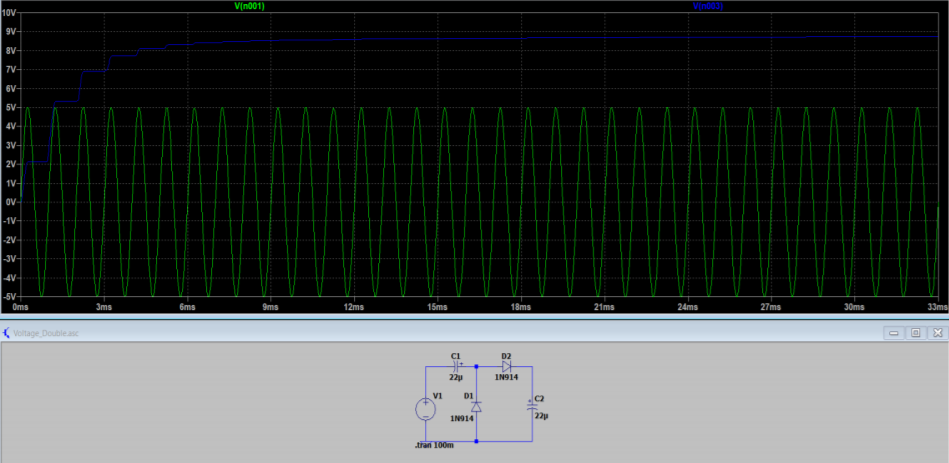 V(n001) V(n003)
10V
9V
8V
7V
6V
5V
4V
3V
2V
1V
0V
-1V
-2V
-3V
-4V
-5V
0ms 3ms 6ms 9ms 12ms 15ms 18ms 21ms 24ms 27ms 30ms 33ms
Voltage_Double.asc
C1 D2
22µ 1N914
V1 D1 C2
1N914 22µ
.tran 100m